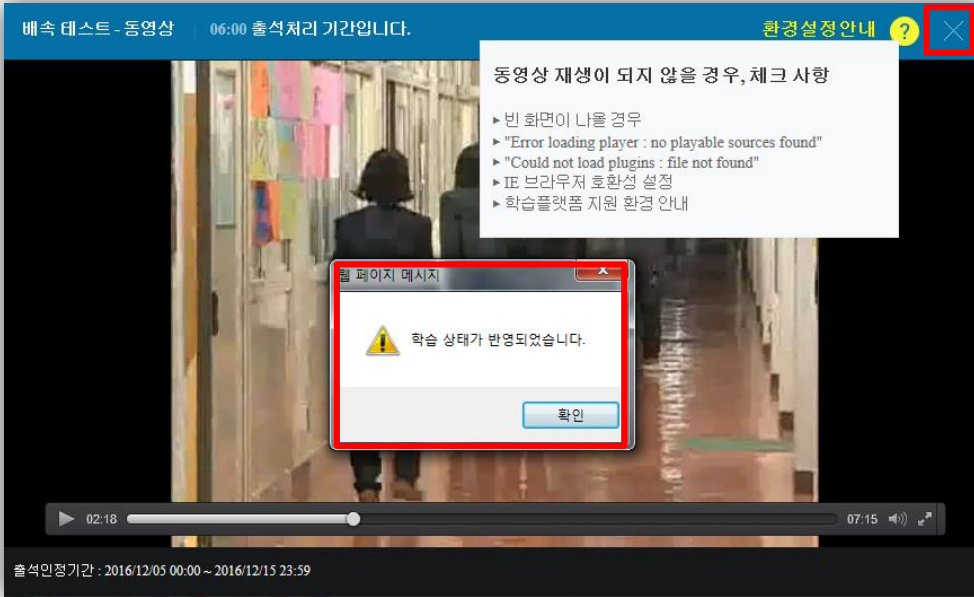 배속 테스트 - 동영상 06:00 출석처리 기간입니다. 환경설정안내 ?
동영상 재생이 되지 않을 경우, 체크 사항
▸ 빈 화면이 나올 경우
▸ "Error loading player : no playable sources found"
▸ "Could not load plugins : file not found"
▸ IE 브라우저 호환성 설정
▸ 학습플랫폼 지원 환경 안내
웹 페이지 메시지
학습 상태가 반영되었습니다.
확인
02:18 07:15
출석인정기간 : 2016/12/05 00:00 ~ 2016/12/15 23:59